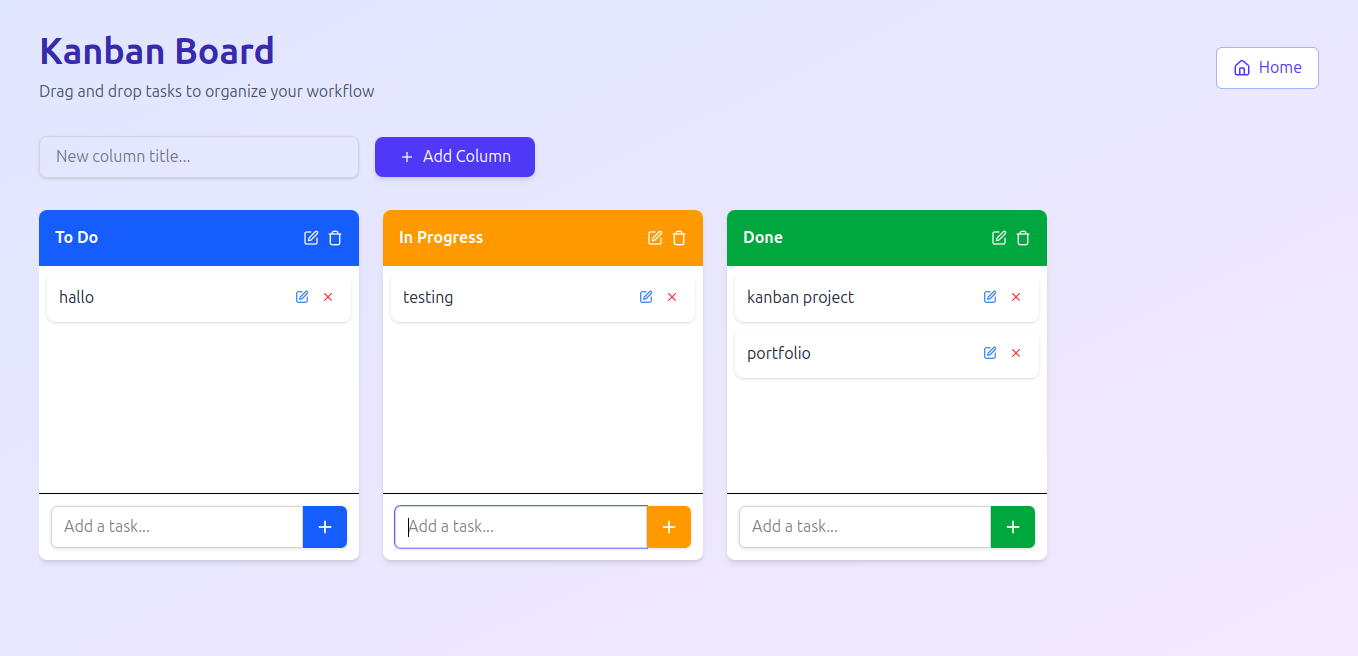 Kanban Board
Drag and drop tasks to organize your workflow
Home
New column title...
Add Column
To Do
hallo
Add a task...
In Progress
testing
Add a task...
Done
kanban project
portfolio
Add a task...